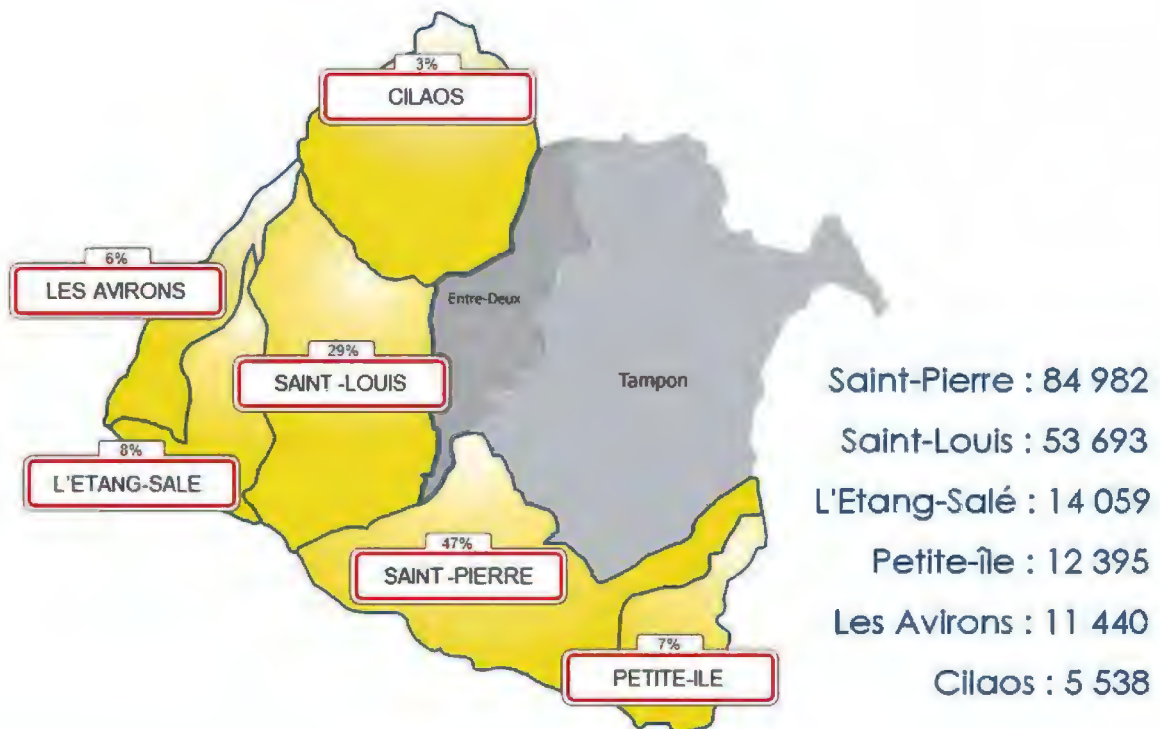 3%
CILAOS
6%
LES AVIRONS
Entre-Deux
29%
SAINT -LOUIS
Tampon
8%
L'ETANG-SALE
47%
SAINT -PIERRE
7%
PETITE-ILE
Saint-Pierre : 84 982
Saint-Louis : 53 693
L'Etang-Salé : 14 059
Petite-île : 12 395
Les Avirons : 11 440
Cilaos : 5 538